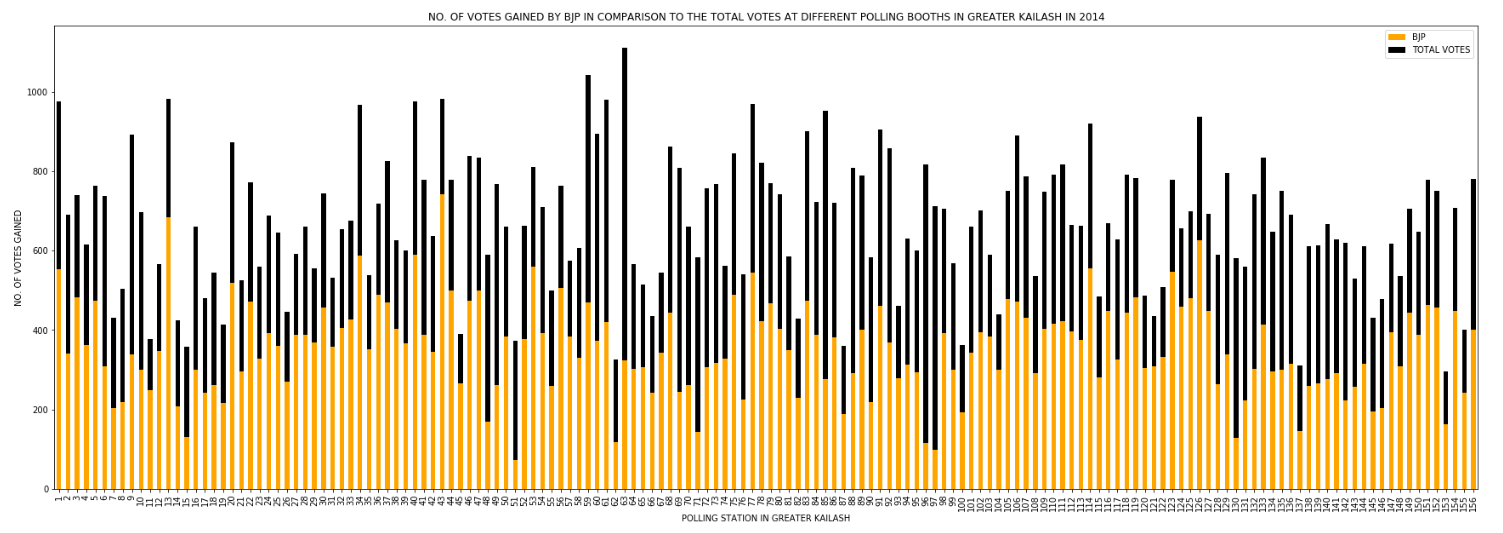 NO. OF VOTES GAINED BY BJP IN COMPARISON TO THE TOTAL VOTES AT DIFFERENT POLLING BOOTHS IN GREATER KAILASH IN 2014
BJP
TOTAL VOTES
1000
800
600
400
200
0
NO. OF VOTES GAINED
1 2 3 4 5 6 7 8 9 10 11 12 13 14 15 16 17 18 19 20 21 22 23 24 25 26 27 28 29 30 31 32 33 34 35 36 37 38 39 40 41 42 43 44 45 46 47 48 49 50 51 52 53 54 55 56 57 58 59 60 61 62 63 64 65 66 67 68 69 70 71 72 73 74 75 76 77 78 79 80 81 82 83 84 85 86 87 88 89 90 91 92 93 94 95 96 97 98 99 100 101 102 103 104 105 106 107 108 109 110 111 112 113 114 115 116 117 118 119 120 121 122 123 124 125 126 127 128 129 130 131 132 133 134 135 136 137 138 139 140 141 142 143 144 145 146 147 148 149 150 151 152 153 154 155 156
POLLING STATION IN GREATER KAILASH